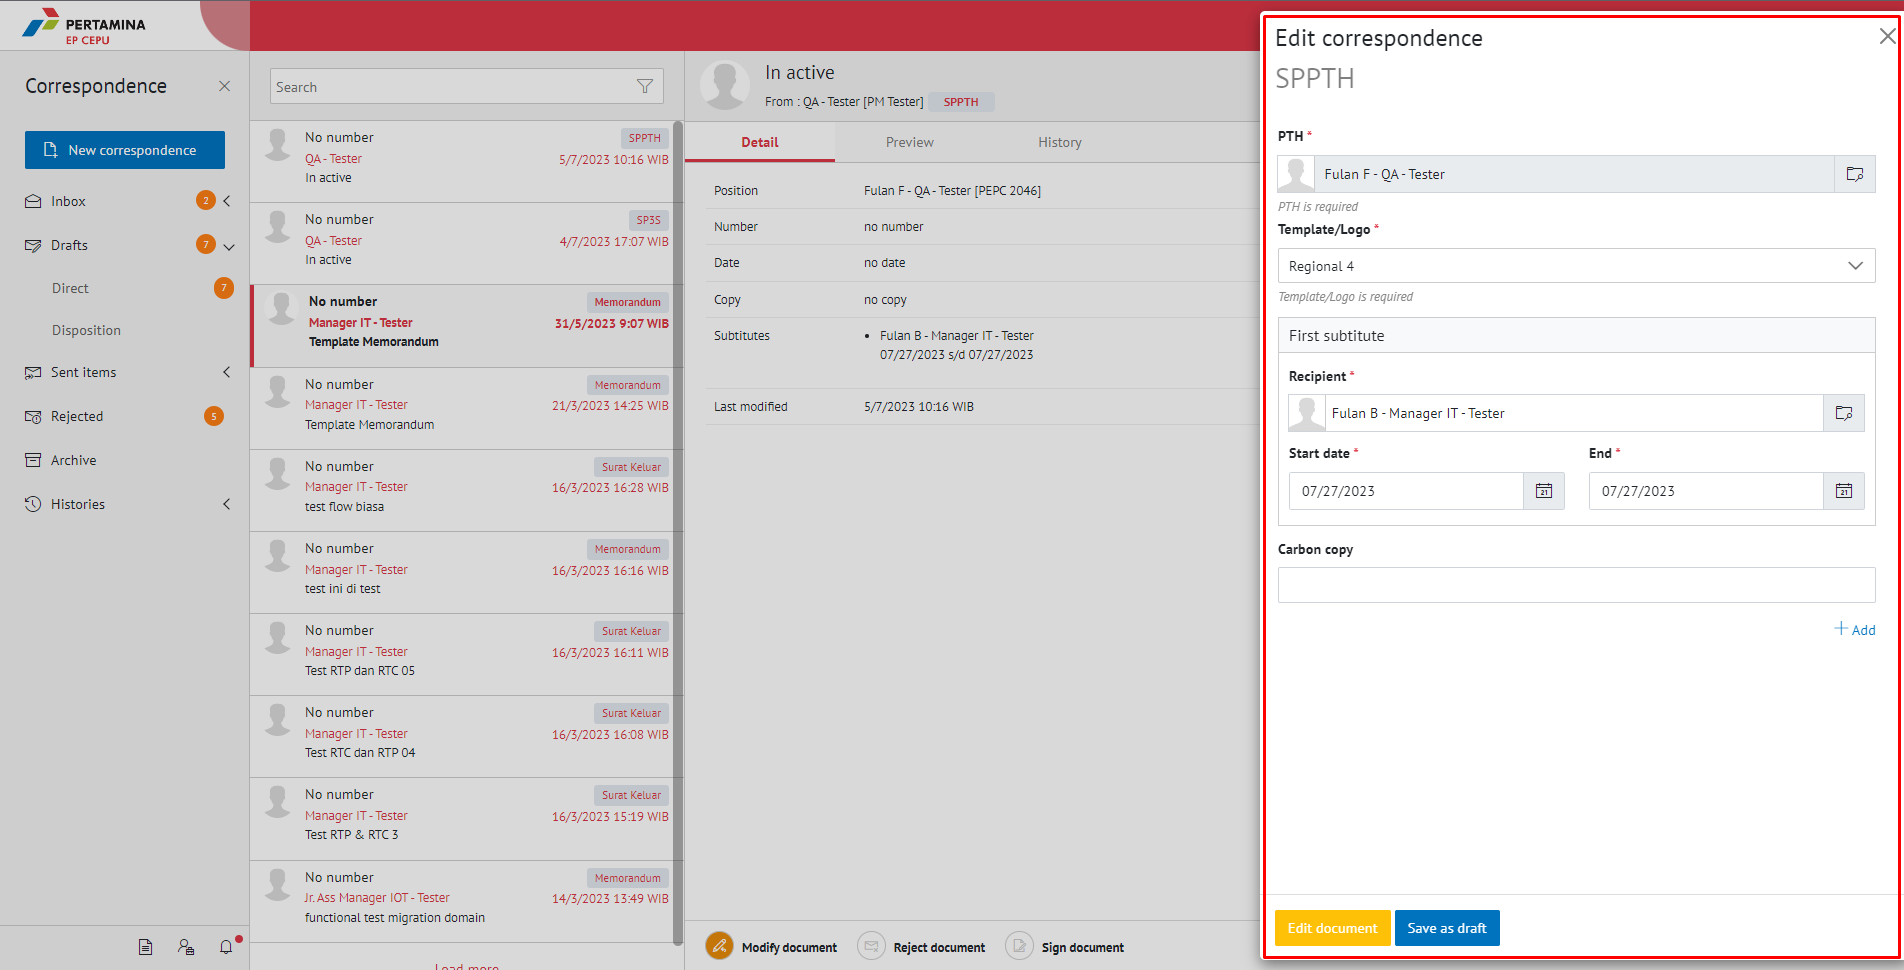 PERTAMINA
EP CEPU
Correspondence
New correspondence
Inbox 2
Drafts 7
Direct 7
Disposition
Sent items
Rejected 5
Archive
Histories
Search
No number SPPTH
QA - Tester 5/7/2023 10:16 WIB
In active
No number SP3S
QA - Tester 4/7/2023 17:07 WIB
In active
No number Memorandum
Manager IT - Tester 31/5/2023 9:07 WIB
Template Memorandum
No number Memorandum
Manager IT - Tester 21/3/2023 14:25 WIB
Template Memorandum
No number Surat Keluar
Manager IT - Tester 16/3/2023 16:28 WIB
test flow biasa
No number Memorandum
Manager IT - Tester 16/3/2023 16:16 WIB
test ini di test
No number Surat Keluar
Manager IT - Tester 16/3/2023 16:11 WIB
Test RTP dan RTC 05
No number Surat Keluar
Manager IT - Tester 16/3/2023 16:08 WIB
Test RTC dan RTP 04
No number Surat Keluar
Manager IT - Tester 16/3/2023 15:19 WIB
Test RTP & RTC 3
No number Memorandum
Jr. Ass Manager IOT - Tester 14/3/2023 13:49 WIB
functional test migration domain
Load more
In active
From : QA - Tester [PM Tester] SPPTH
Detail Preview History
Position Fulan F - QA - Tester [PEPC 2046]
Number no number
Date no date
Copy no copy
Subtitutes • Fulan B - Manager IT - Tester
07/27/2023 s/d 07/27/2023
Last modified 5/7/2023 10:16 WIB
Modify document Reject document Sign document
Edit correspondence
SPPTH
PTH *
Fulan F - QA - Tester
PTH is required
Template/Logo *
Regional 4
Template/Logo is required
First subtitute
Recipient *
Fulan B - Manager IT - Tester
Start date * End *
07/27/2023 21 07/27/2023 21
Carbon copy
+ Add
Edit document Save as draft